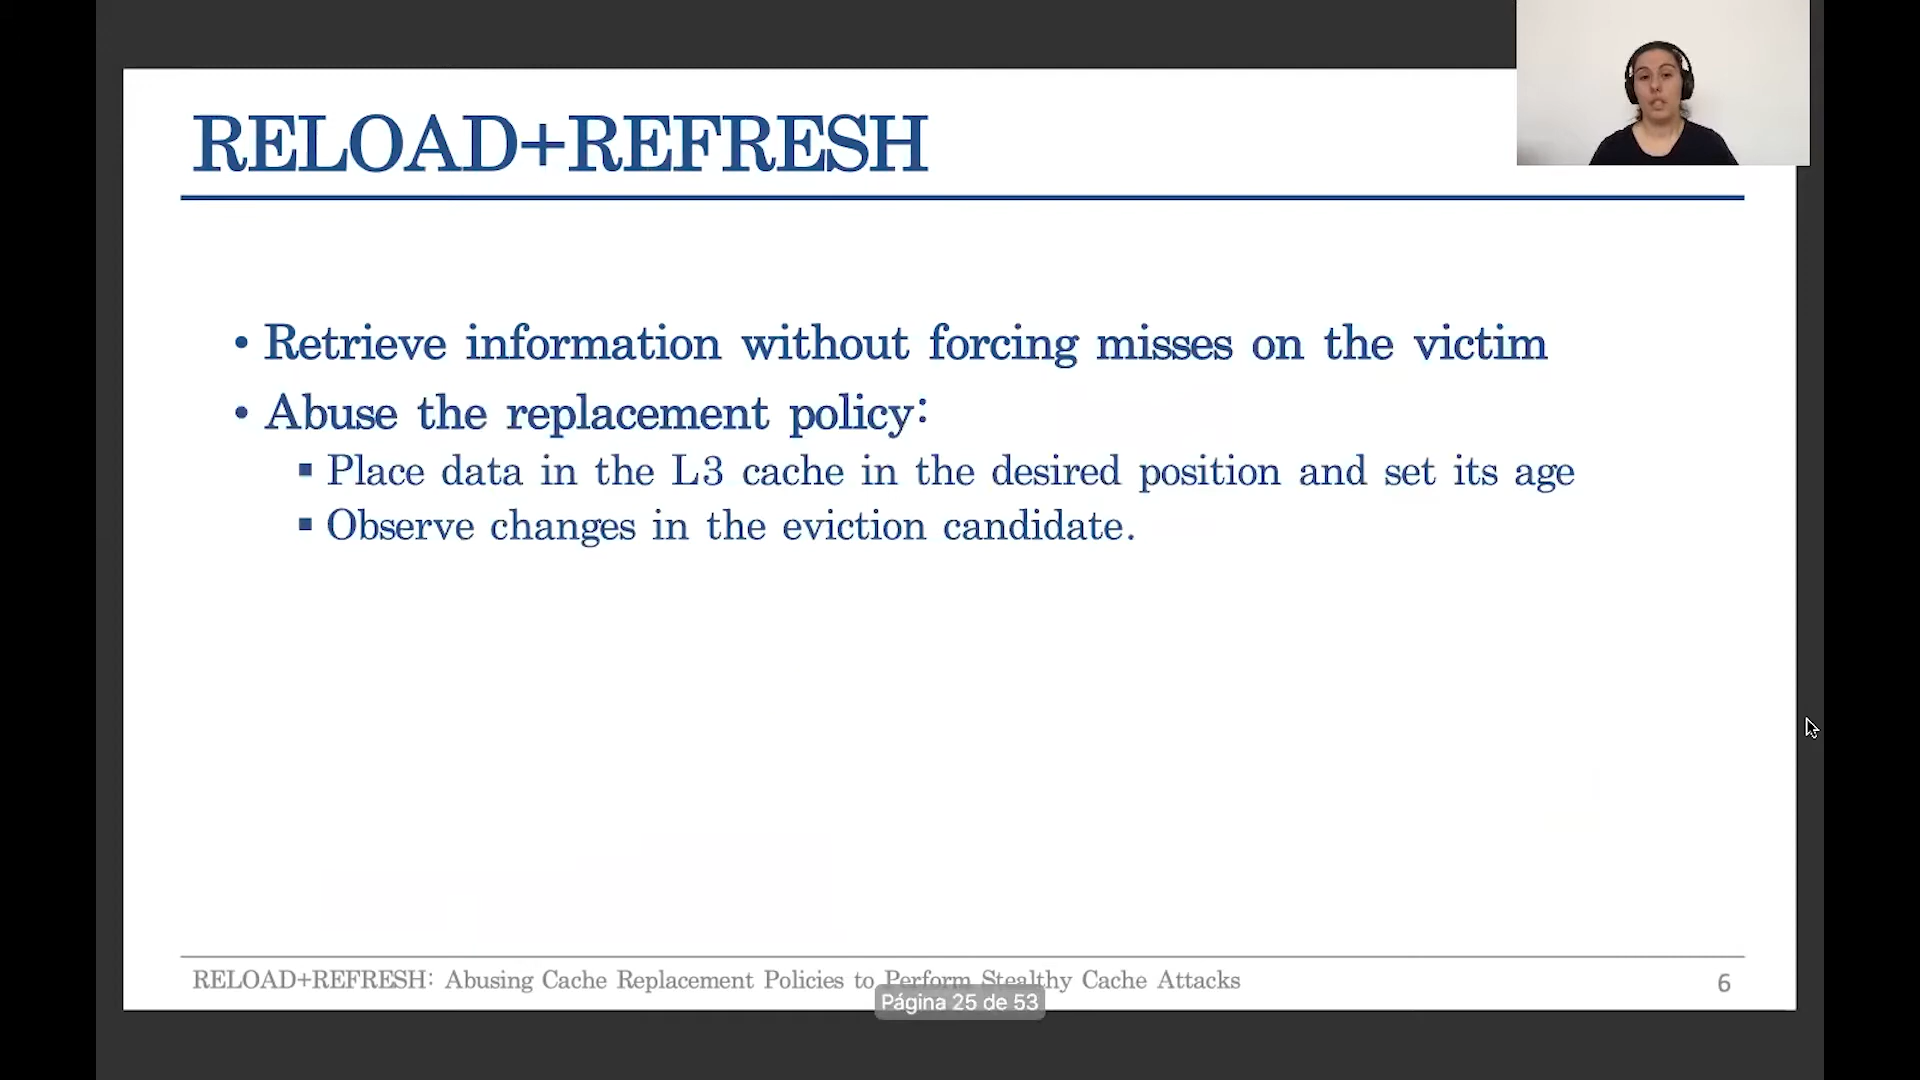 RELOAD+REFRESH
• Retrieve information without forcing misses on the victim
• Abuse the replacement policy:
▪ Place data in the L3 cache in the desired position and set its age
▪ Observe changes in the eviction candidate.
RELOAD+REFRESH: Abusing Cache Replacement Policies to Perform Stealthy Cache Attacks
6
Página 25 de 53